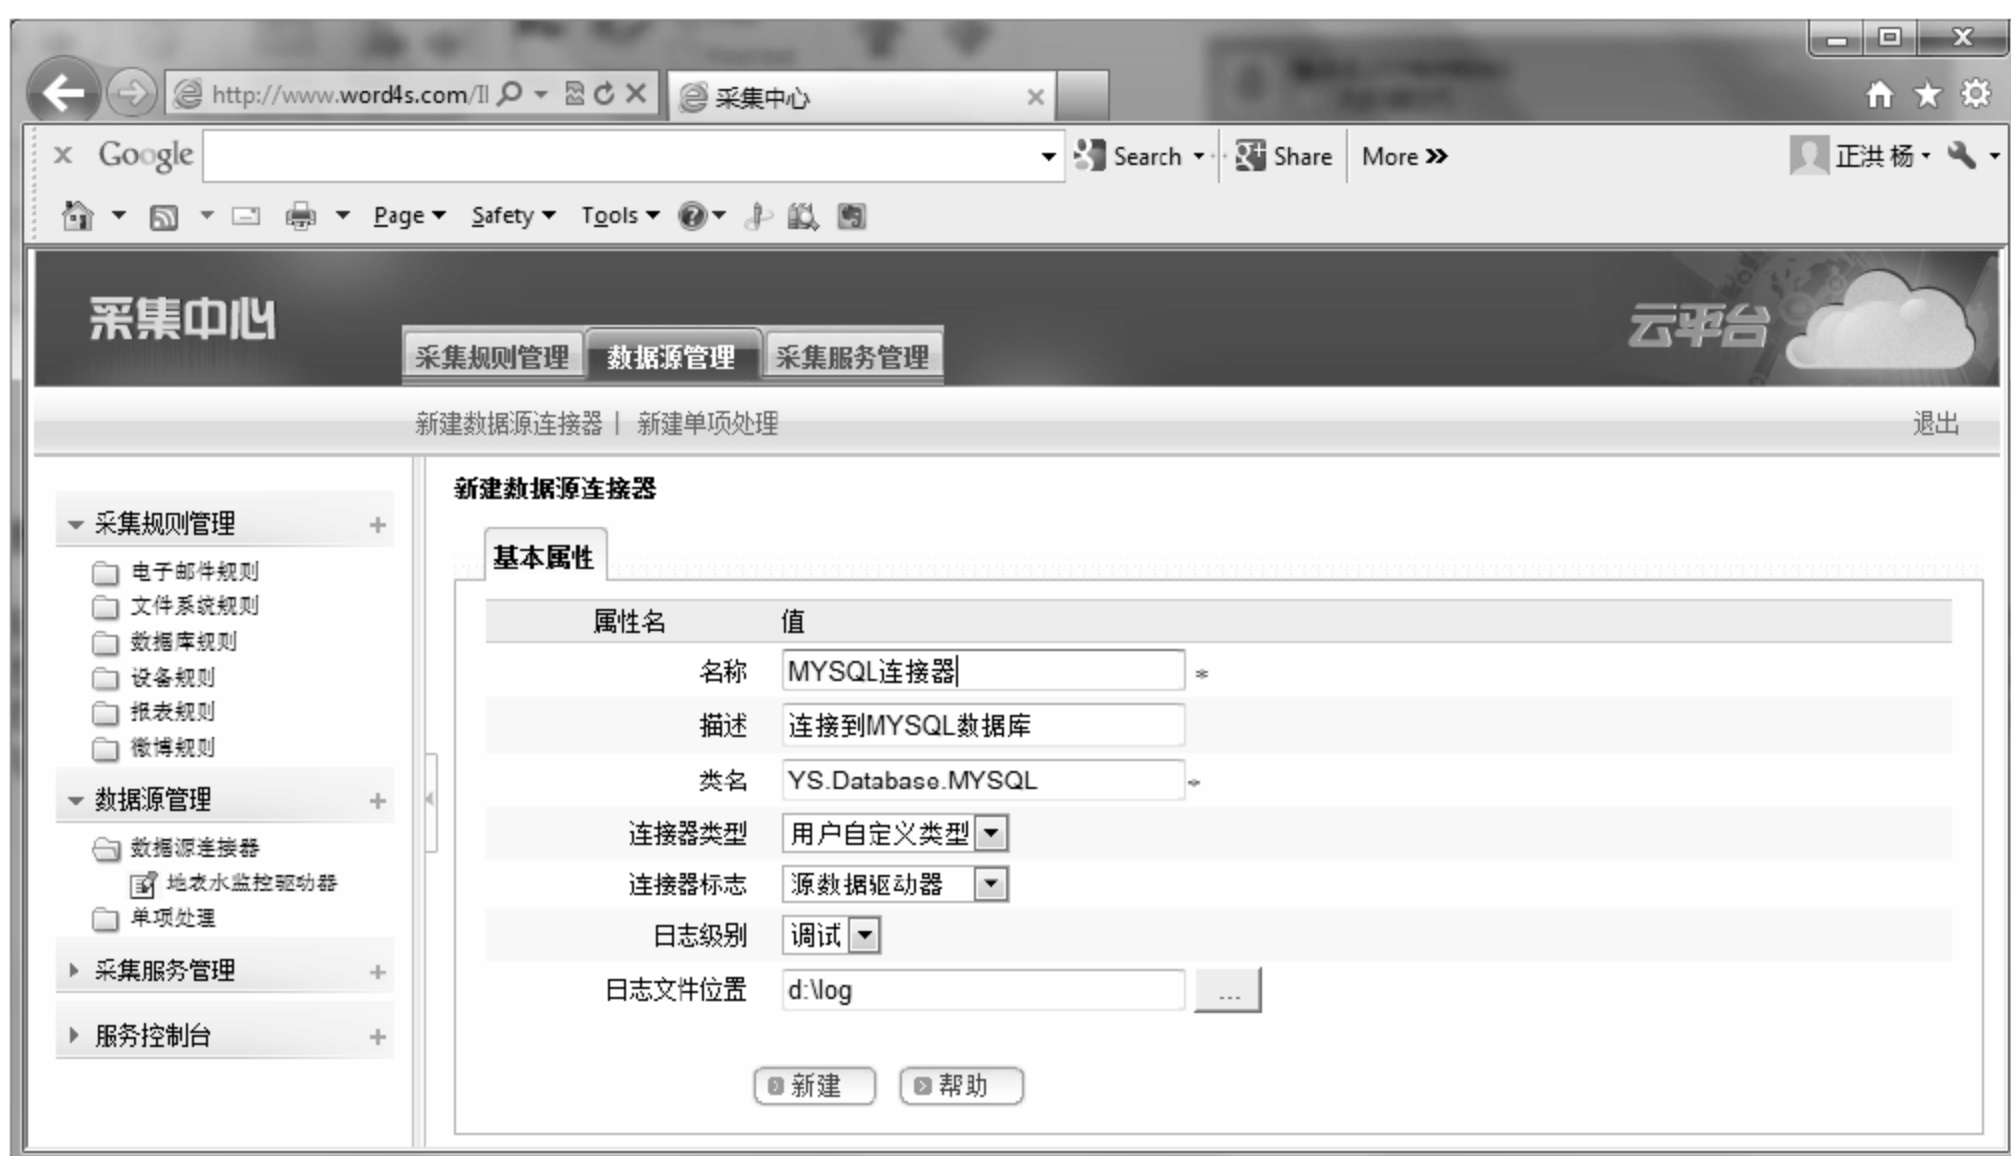 http://www.word4s.com/Il
采集中心
Google
Search
Share
More »
正洪 杨
Page
Safety
Tools
采集中心
云平台
采集规则管理
数据源管理
采集服务管理
新建数据源连接器 | 新建单项处理
退出
采集规则管理
电子邮件规则
文件系统规则
数据库规则
设备规则
报表规则
微博规则
数据源管理
数据源连接器
地表水监控驱动器
单项处理
采集服务管理
服务控制台
新建数据源连接器
基本属性
属性名 值
名称 MYSQL连接器 *
描述 连接到MYSQL数据库
类名 YS.Database.MYSQL *
连接器类型 用户自定义类型
连接器标志 源数据驱动器
日志级别 调试
日志文件位置 d:\log ...
新建 帮助